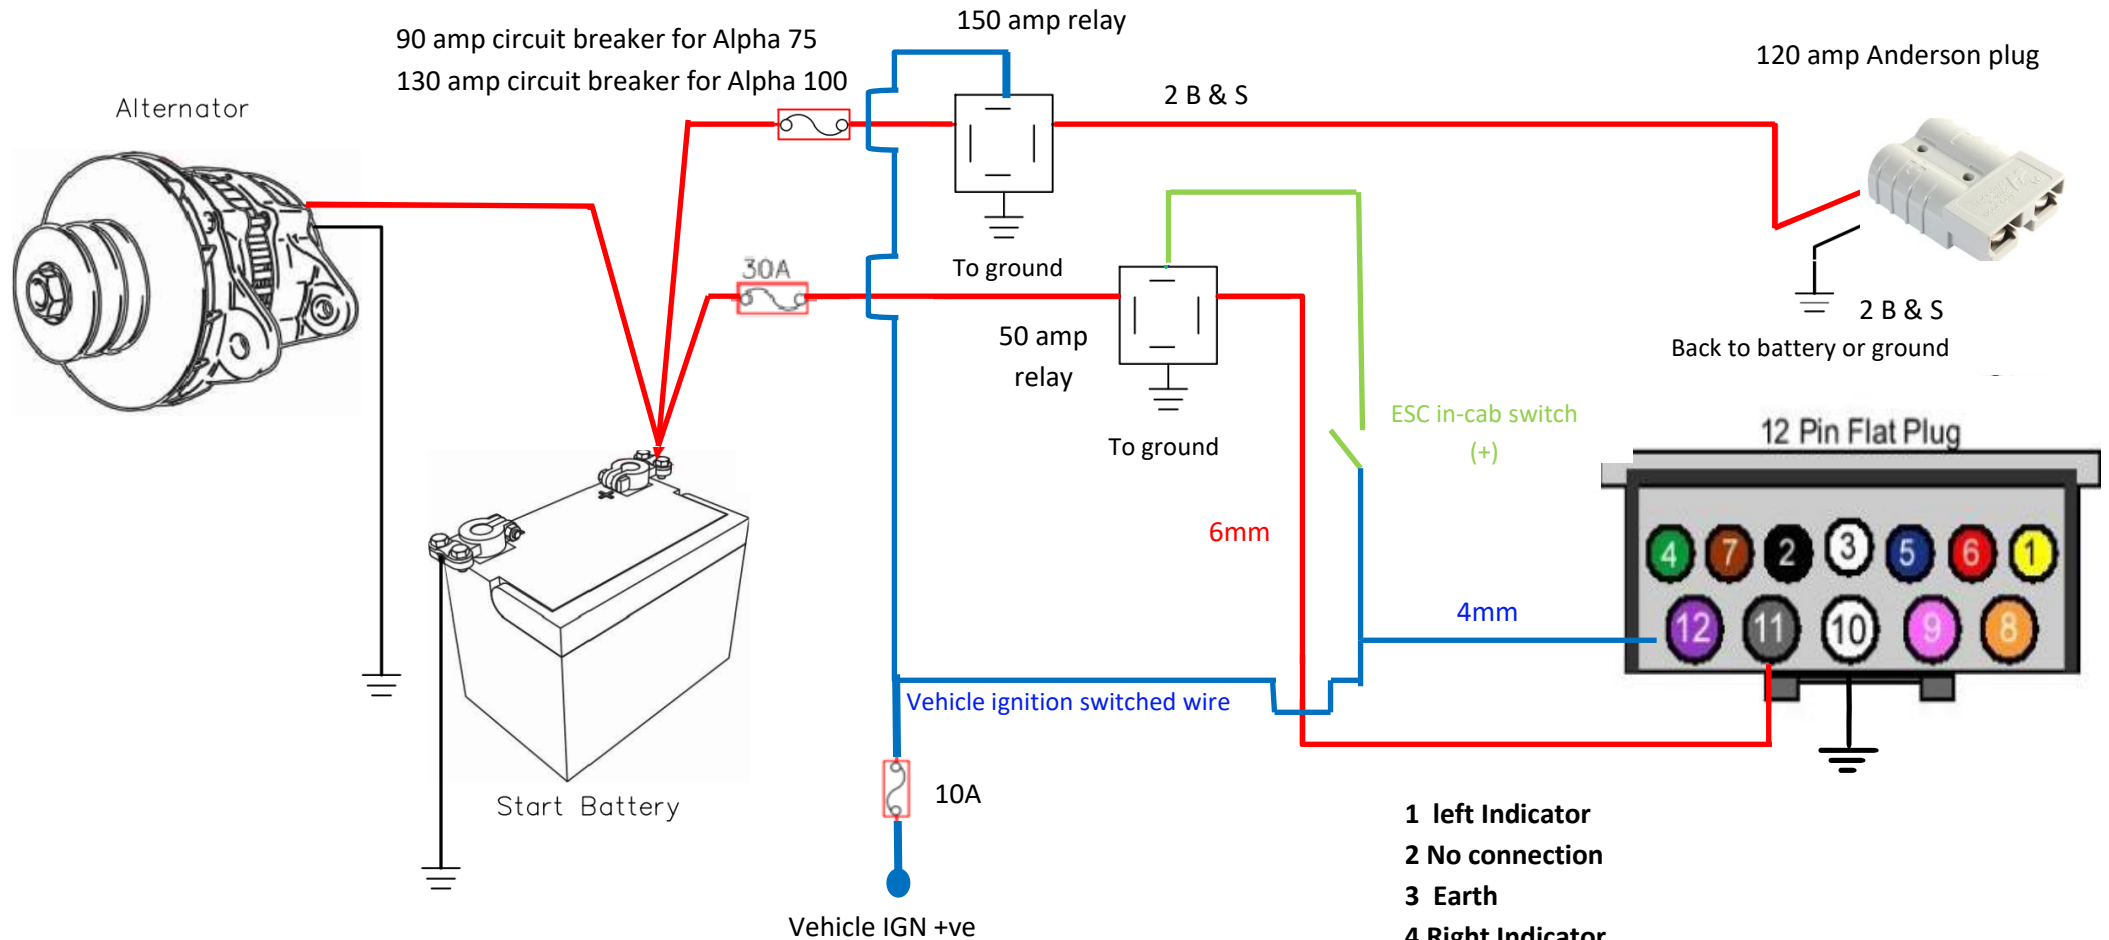 150 amp relay
90 amp circuit breaker for Alpha 75
130 amp circuit breaker for Alpha 100
120 amp Anderson plug
Alternator
2 B & S
30A
To ground
50 amp
relay
To ground
2 B & S
Back to battery or ground
ESC in-cab switch
(+)
12 Pin Flat Plug
6mm
4 7 2 3 5 6 1
12 11 10 9 8
4mm
Vehicle ignition switched wire
+
Start Battery
10A
Vehicle IGN +ve
1 left Indicator
2 No connection
3 Earth
4 Right Indicator